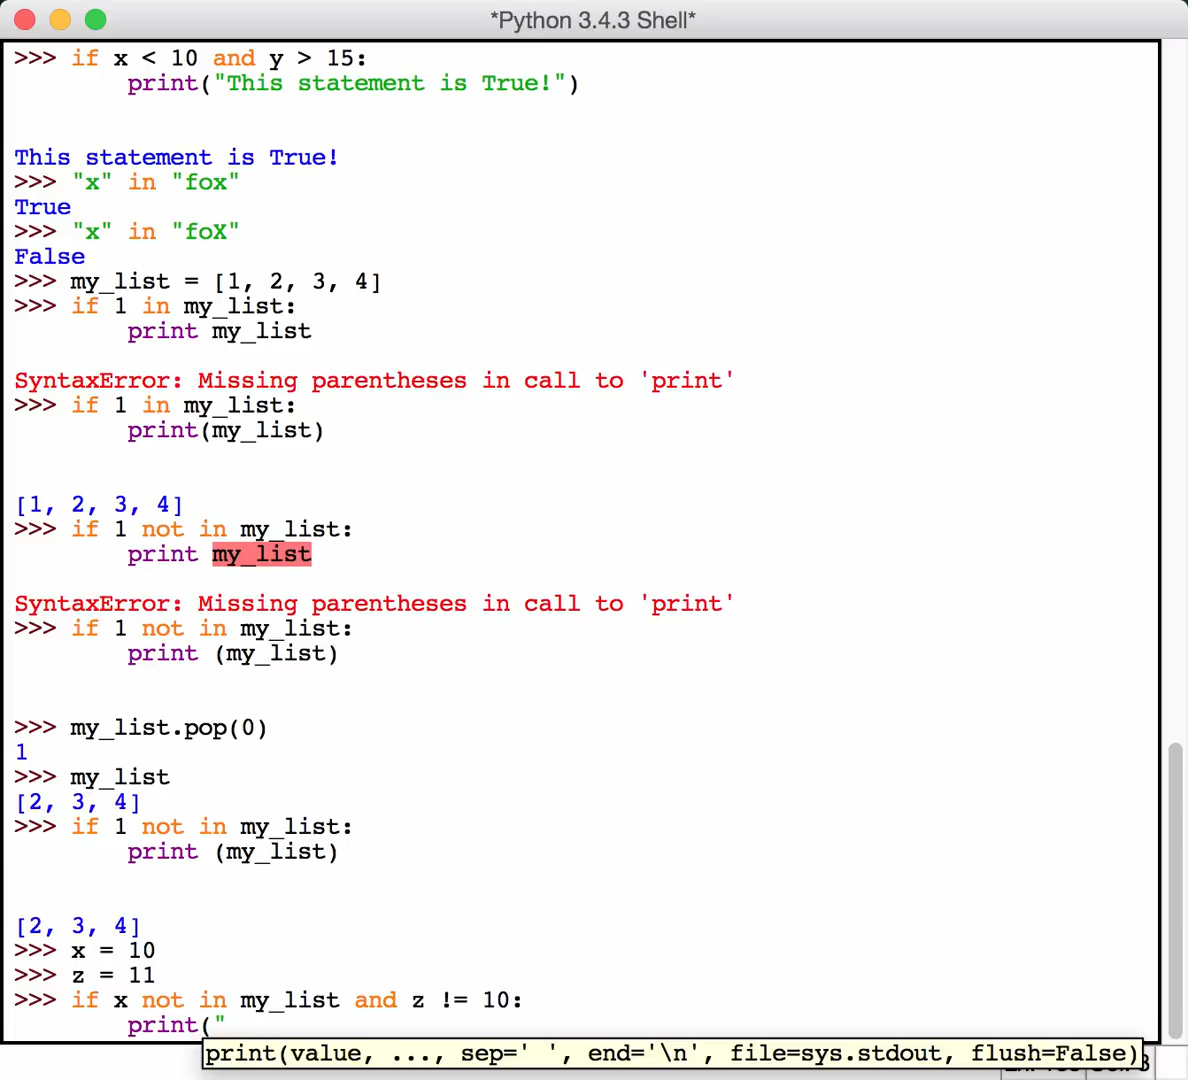 *Python 3.4.3 Shell*
>>> if x < 10 and y > 15:
print("This statement is True!")
This statement is True!
>>> "x" in "fox"
True
>>> "x" in "foX"
False
>>> my_list = [1, 2, 3, 4]
>>> if 1 in my_list:
print my_list
SyntaxError: Missing parentheses in call to 'print'
>>> if 1 in my_list:
print(my_list)
[1, 2, 3, 4]
>>> if 1 not in my_list:
print my_list
SyntaxError: Missing parentheses in call to 'print'
>>> if 1 not in my_list:
print (my_list)
>>> my_list.pop(0)
1
>>> my_list
[2, 3, 4]
>>> if 1 not in my_list:
print (my_list)
[2, 3, 4]
>>> x = 10
>>> z = 11
>>> if x not in my_list and z != 10:
print("
print(value, ..., sep=' ', end='\n', file=sys.stdout, flush=False)